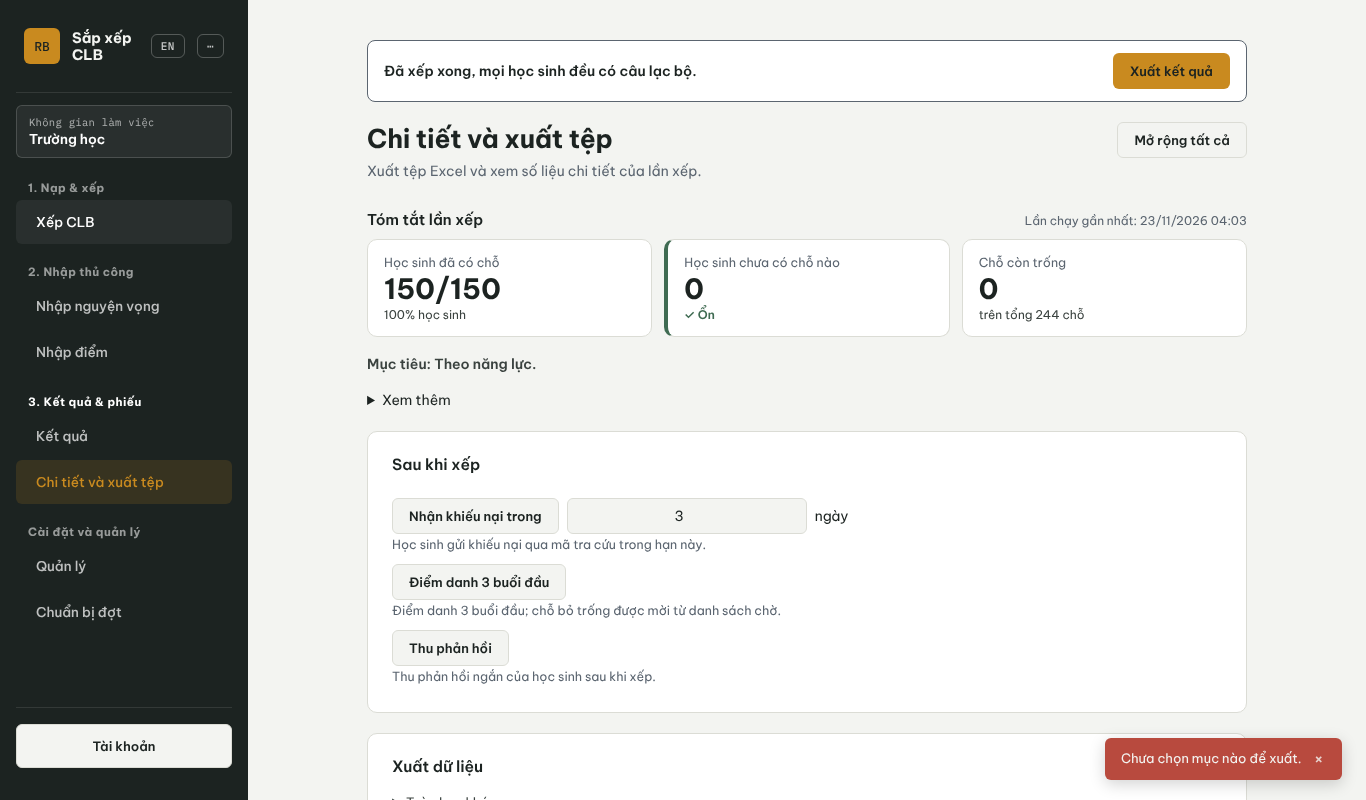 RB
Sắp xếp
CLB
EN
⋯
Không gian làm việc
Trường học
1. Nạp & xếp
Xếp CLB
2. Nhập thủ công
Nhập nguyện vọng
Nhập điểm
3. Kết quả & phiếu
Kết quả
Chi tiết và xuất tệp
Cài đặt và quản lý
Quản lý
Chuẩn bị đợt
Tài khoản
Đã xếp xong, mọi học sinh đều có câu lạc bộ.
Xuất kết quả
Chi tiết và xuất tệp
Mở rộng tất cả
Xuất tệp Excel và xem số liệu chi tiết của lần xếp.
Tóm tắt lần xếp
Lần chạy gần nhất: 23/11/2026 04:03
Học sinh đã có chỗ
150/150
100% học sinh
Học sinh chưa có chỗ nào
0
✓ Ổn
Chỗ còn trống
0
trên tổng 244 chỗ
Mục tiêu: Theo năng lực.
▶ Xem thêm
Sau khi xếp
Nhận khiếu nại trong 3 ngày
Học sinh gửi khiếu nại qua mã tra cứu trong hạn này.
Điểm danh 3 buổi đầu
Điểm danh 3 buổi đầu; chỗ bỏ trống được mời từ danh sách chờ.
Thu phản hồi
Thu phản hồi ngắn của học sinh sau khi xếp.
Xuất dữ liệu
Chưa chọn mục nào để xuất. ×